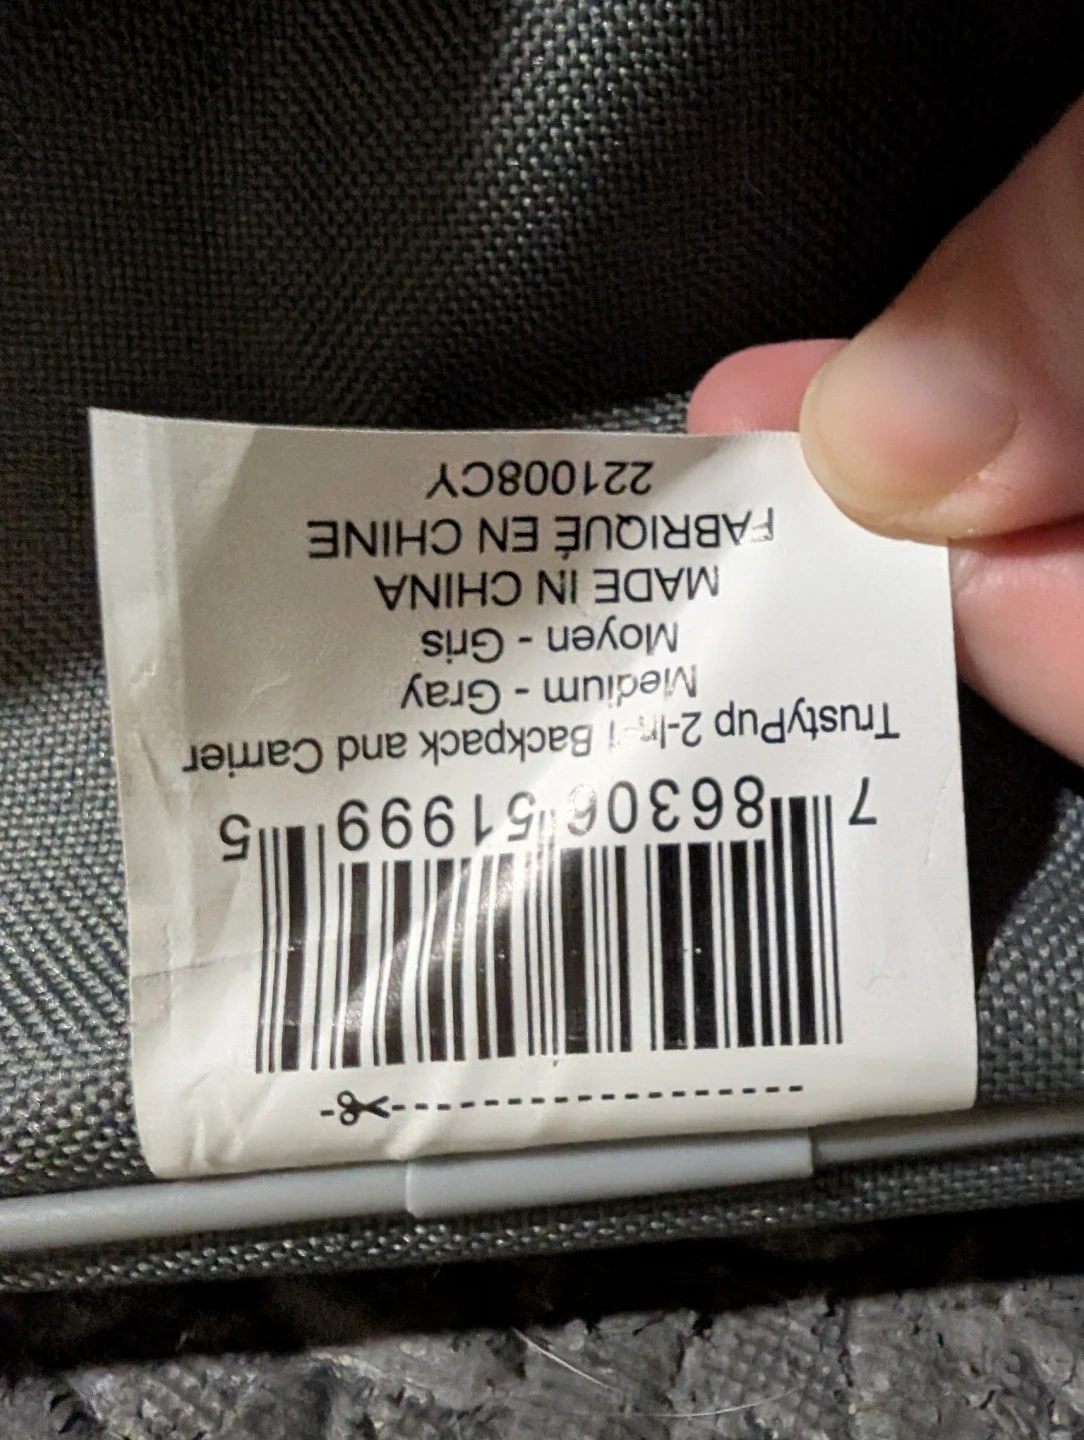 7 86306 51999 5
TrustyPup 2-In-1 Backpack and Carrier
Medium - Gray
Moyen - Gris
MADE IN CHINA
FABRIQUÉ EN CHINE
221008CY